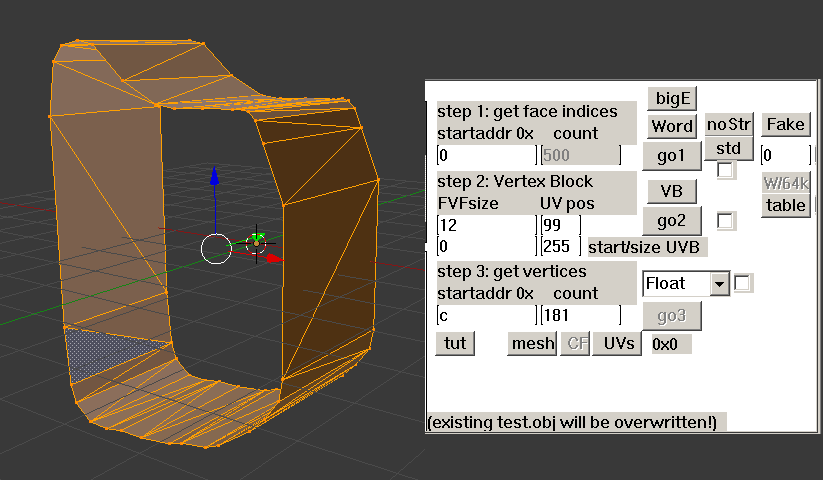 bigE
step 1: get face indices
startaddr 0x count
Word noStr Fake
0 500 go1 std 0
step 2: Vertex Block
FVFsize UV pos
VB W/64k
table
12 99 go2
0 255 start/size UVB
step 3: get vertices
startaddr 0x count
Float
c 181 go3
tut mesh CF UVs 0x0
(existing test.obj will be overwritten!)